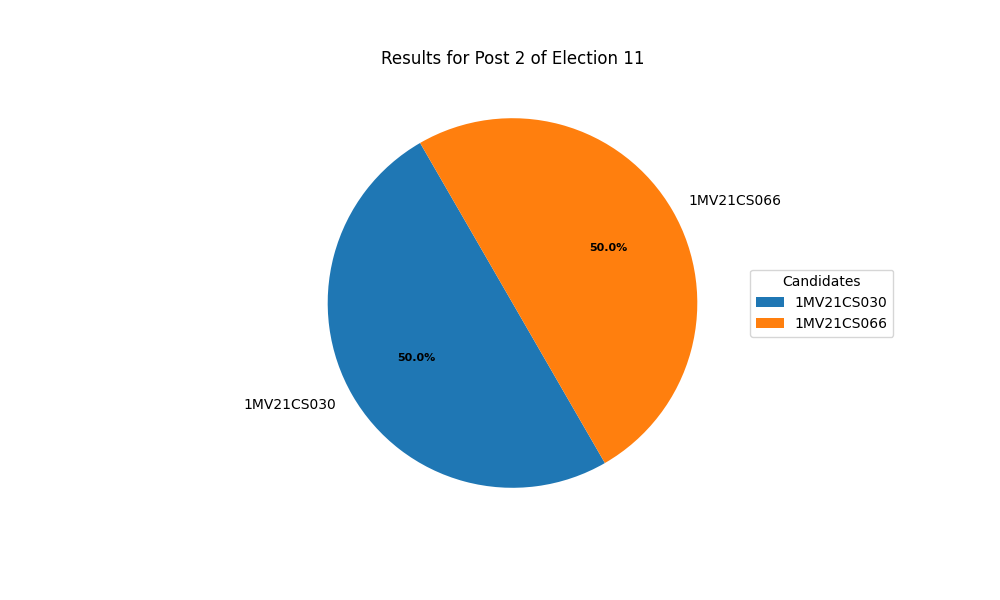 Results for Post 2 of Election 11
1MV21CS066
50.0%
Candidates
1MV21CS030
1MV21CS066
50.0%
1MV21CS030